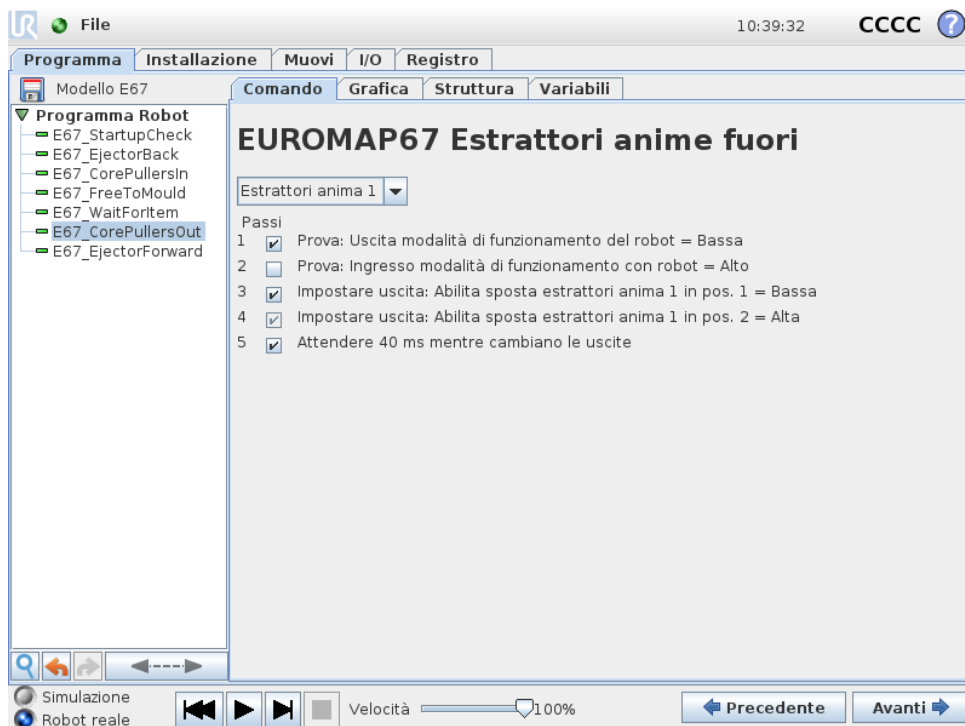 UR File 10:39:32 CCCC ?
Programma Installazione Muovi I/O Registro
Modello E67 Comando Grafica Struttura Variabili
Programma Robot
E67_StartupCheck
E67_EjectorBack
E67_CorePullersIn
E67_FreeToMould
E67_WaitForItem
E67_CorePullersOut
E67_EjectorForward
EUROMAP67 Estrattori anime fuori
Estrattori anima 1
Passi
1 Prova: Uscita modalità di funzionamento del robot = Bassa
2 Prova: Ingresso modalità di funzionamento con robot = Alto
3 Impostare uscita: Abilita sposta estrattori anima 1 in pos. 1 = Bassa
4 Impostare uscita: Abilita sposta estrattori anima 1 in pos. 2 = Alta
5 Attendere 40 ms mentre cambiano le uscite
Simulazione
Robot reale
Velocità 100% Precedente Avanti